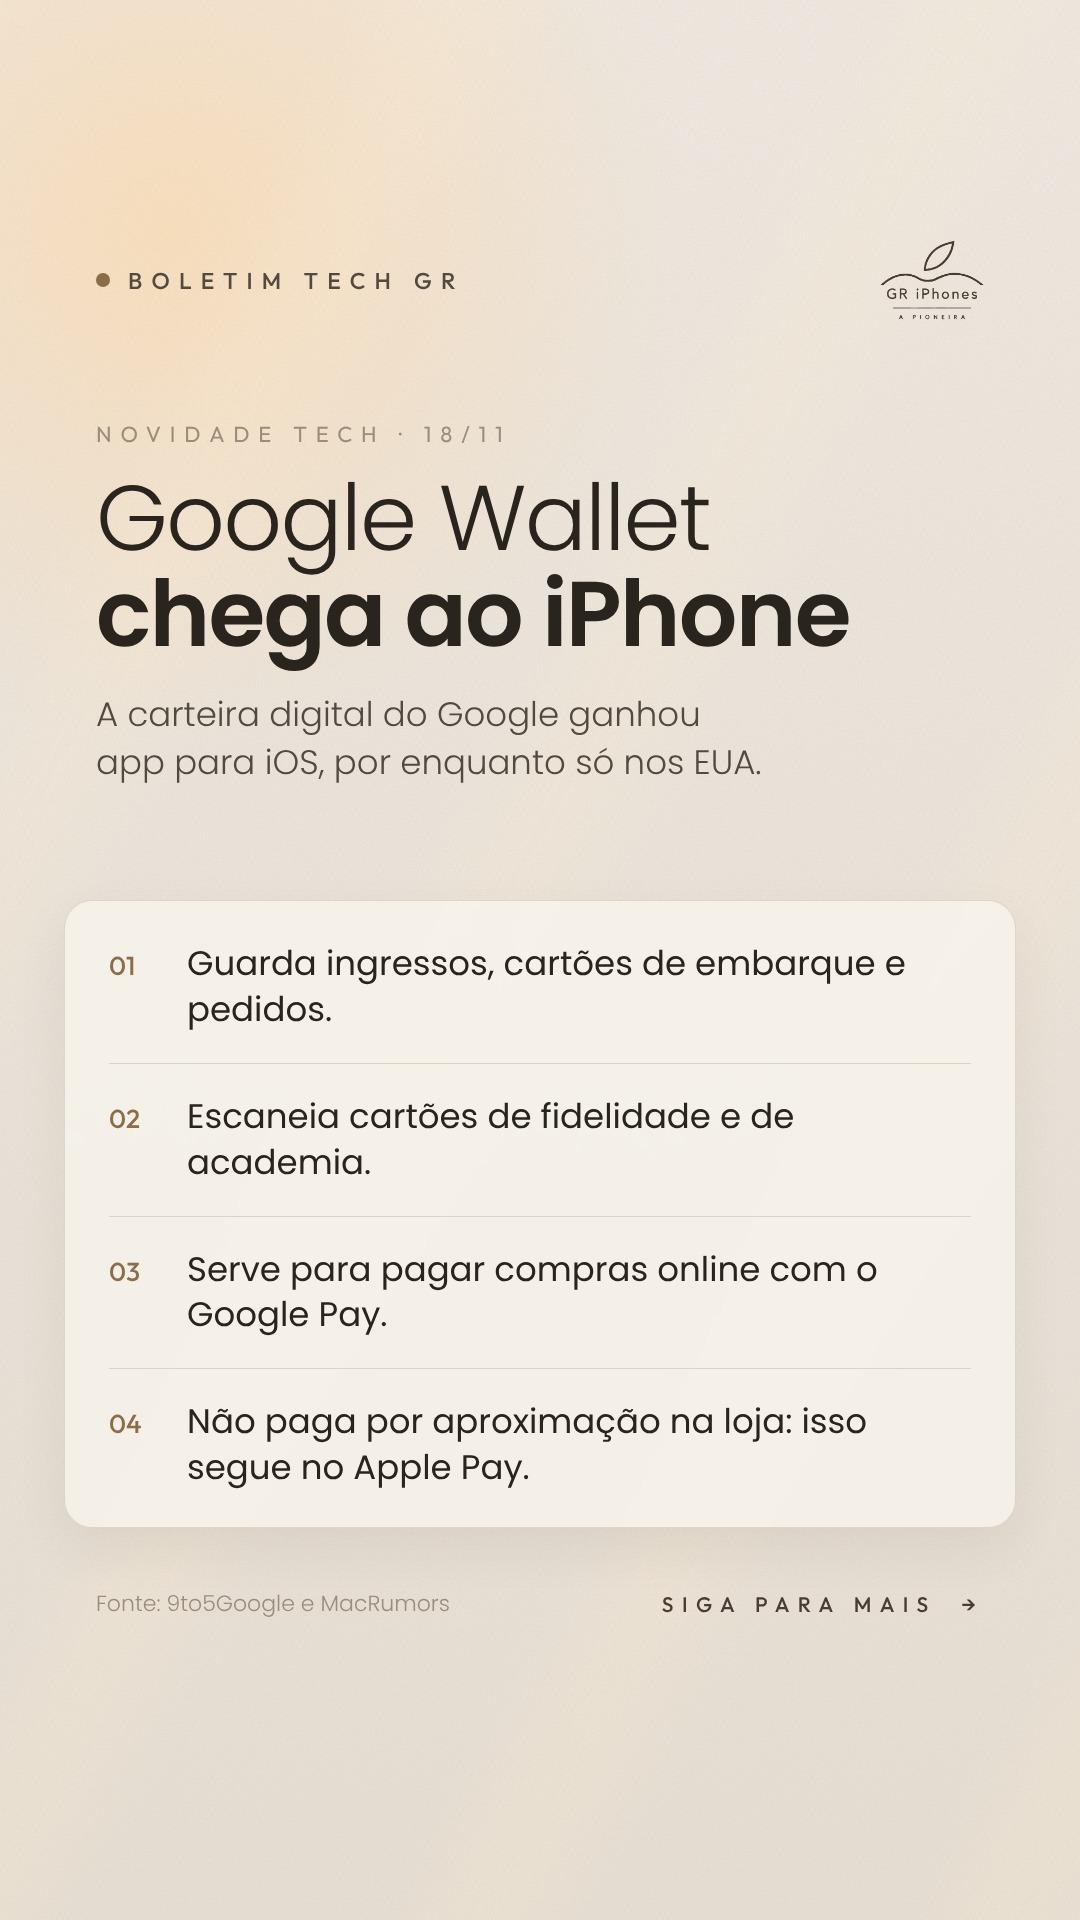 BOLETIM TECH GR
GR iPhones
A PIONEIRA
NOVIDADE TECH · 18/11
Google Wallet
chega ao iPhone
A carteira digital do Google ganhou
app para iOS, por enquanto só nos EUA.
01 Guarda ingressos, cartões de embarque e
pedidos.
02 Escaneia cartões de fidelidade e de
academia.
03 Serve para pagar compras online com o
Google Pay.
04 Não paga por aproximação na loja: isso
segue no Apple Pay.
Fonte: 9to5Google e MacRumors
SIGA PARA MAIS →